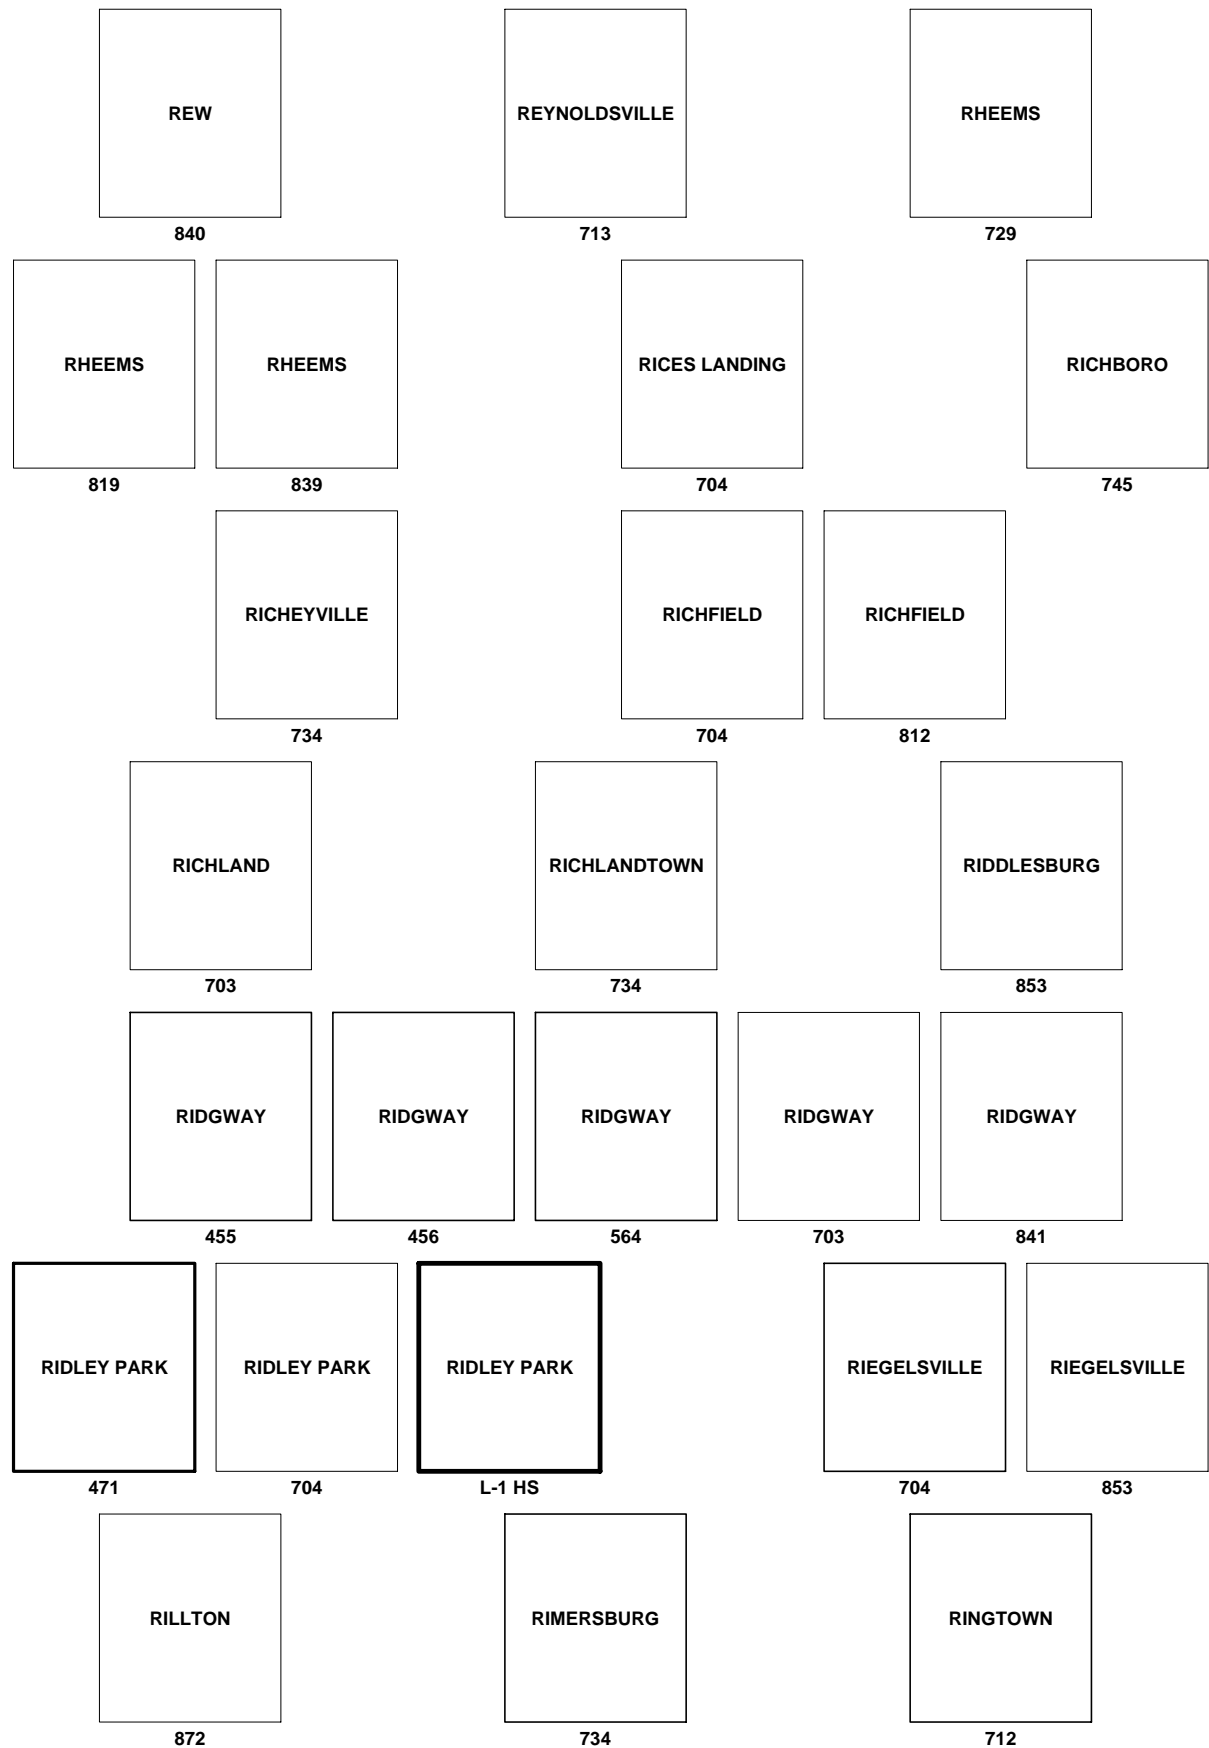 REW REYNOLDSVILLE RHEEMS
840 713 729
RHEEMS RHEEMS RICES LANDING RICHBORO
819 839 704 745
RICHEYVILLE RICHFIELD RICHFIELD
734 704 812
RICHLAND RICHLANDTOWN RIDDLESBURG
703 734 853
RIDGWAY RIDGWAY RIDGWAY RIDGWAY RIDGWAY
455 456 564 703 841
RIDLEY PARK RIDLEY PARK RIDLEY PARK RIEGELSVILLE RIEGELSVILLE
471 704 L-1 HS 704 853
RILLTON RIMERSBURG RINGTOWN
872 734 712